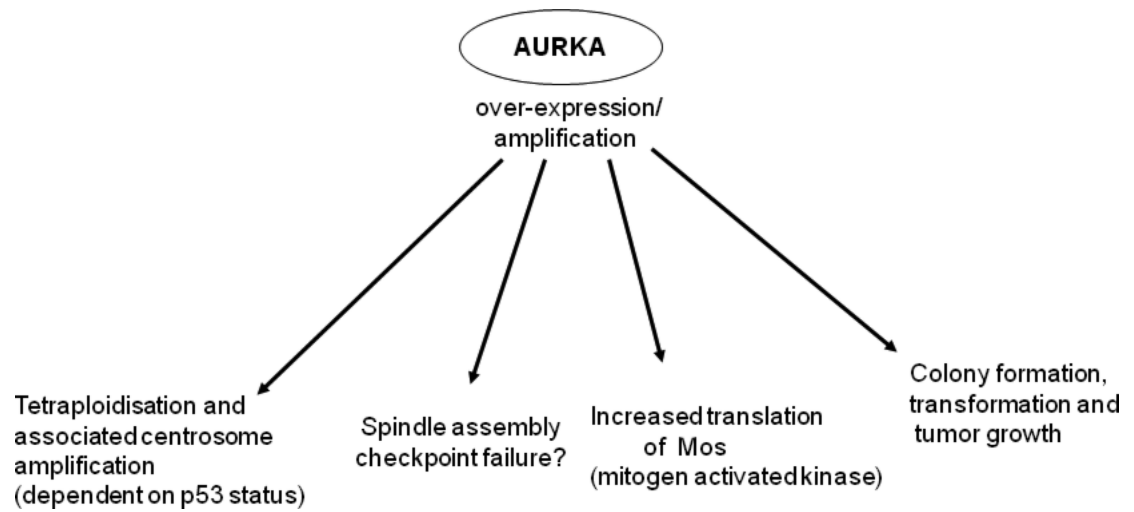 AURKA
over-expression/
amplification
Tetraploidisation and
associated centrosome
amplification
(dependent on p53 status)
Spindle assembly
checkpoint failure?
Increased translation
of Mos
(mitogen activated kinase)
Colony formation,
transformation and
tumor growth